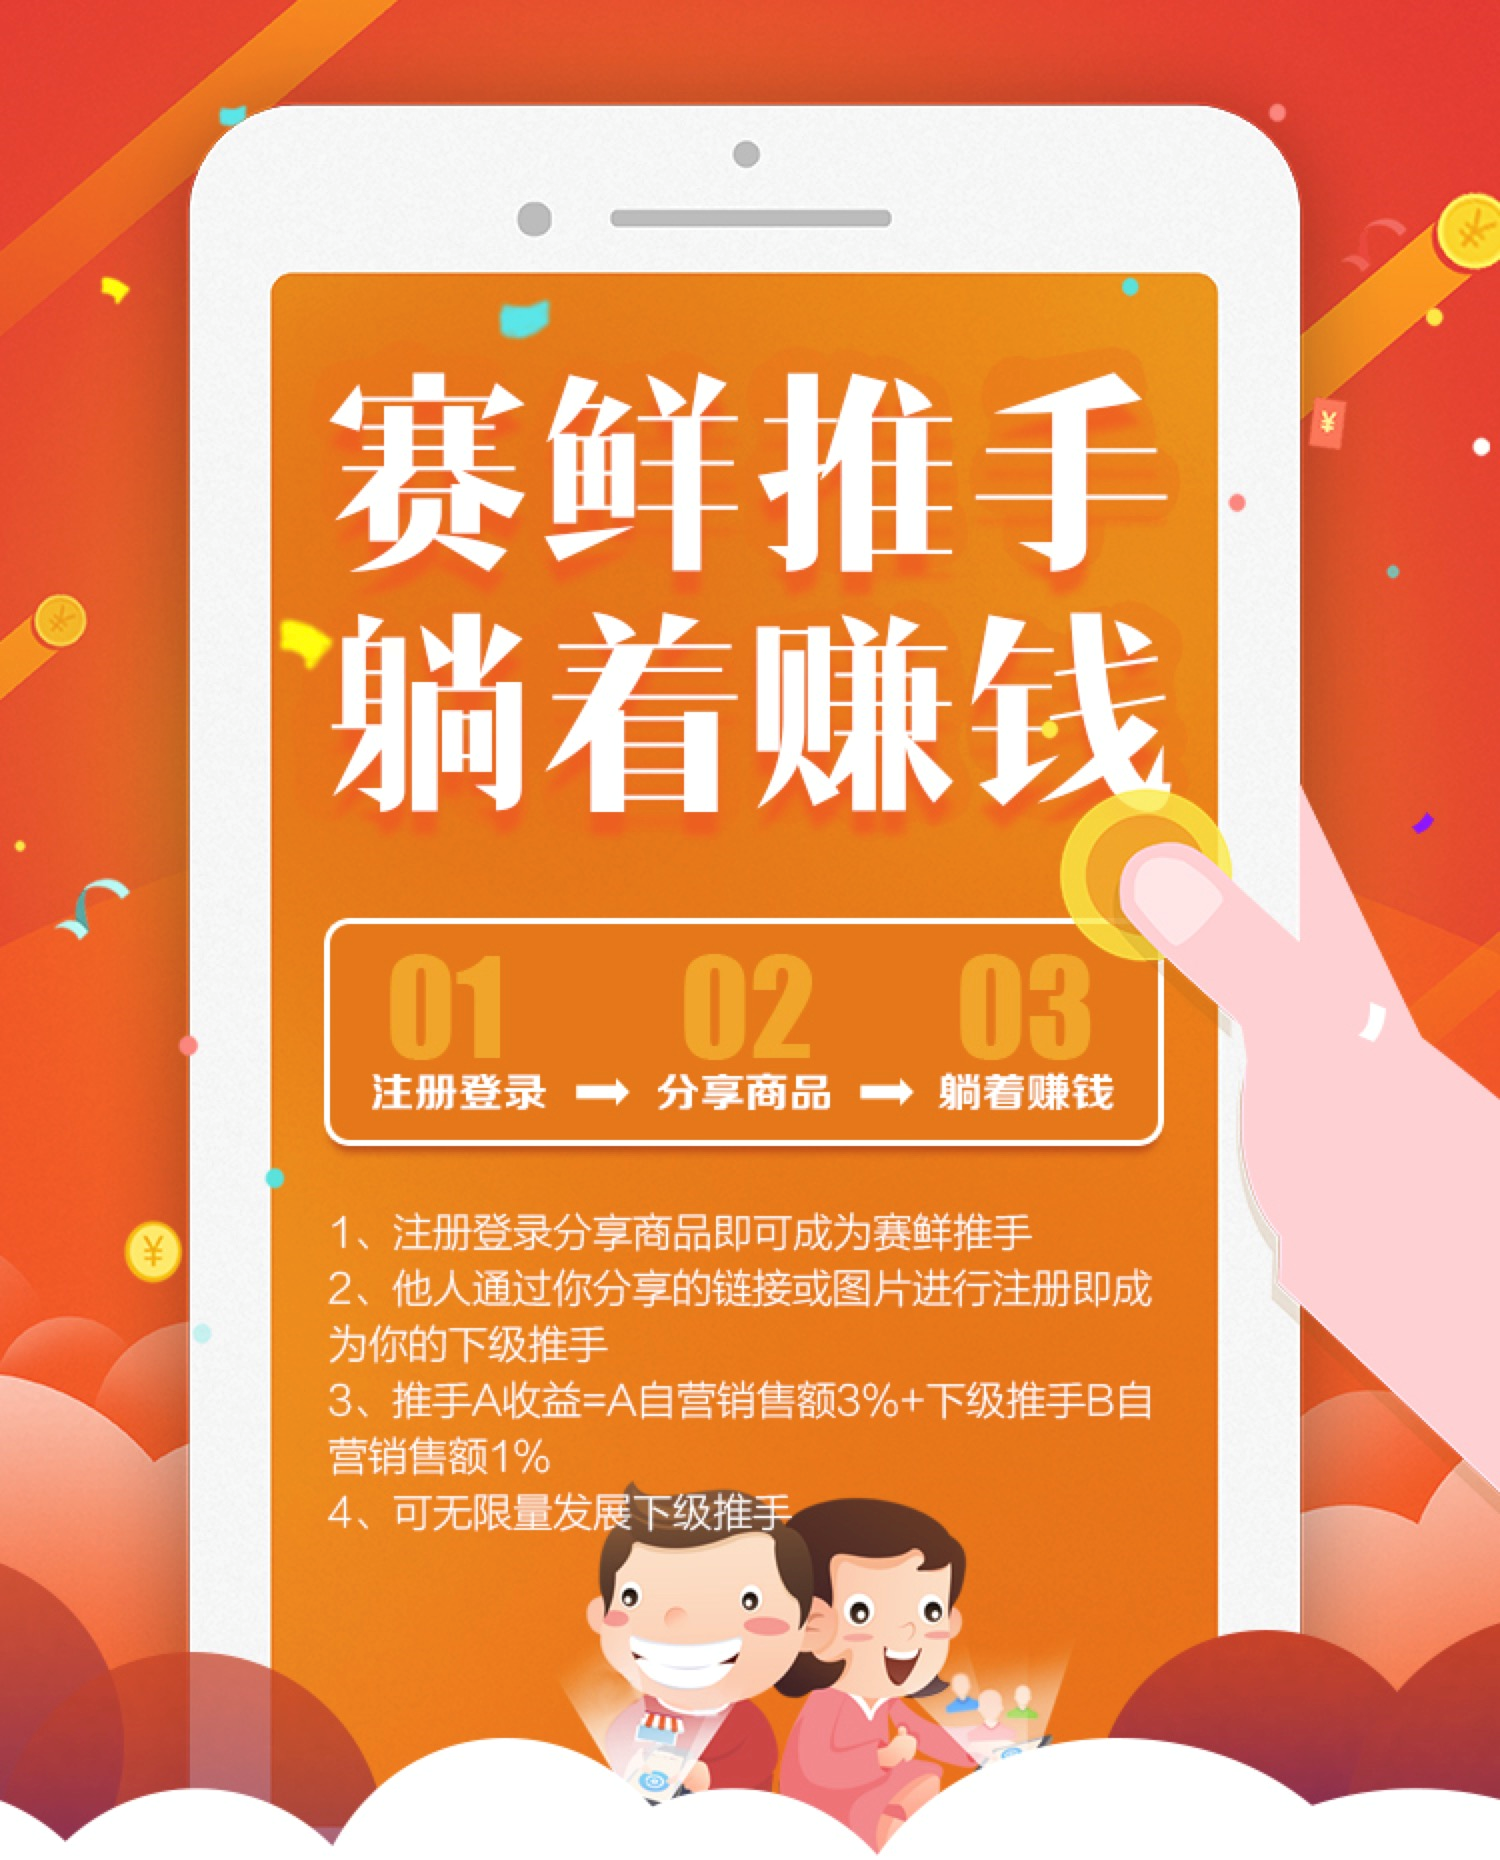 赛鲜推手
躺着赚钱
01 02 03
注册登录 → 分享商品 → 躺着赚钱
1、注册登录分享商品即可成为赛鲜推手
2、他人通过你分享的链接或图片进行注册即成
为你的下级推手
3、推手A收益=A自营销售额3%+下级推手B自
营销售额1%
4、可无限量发展下级推手